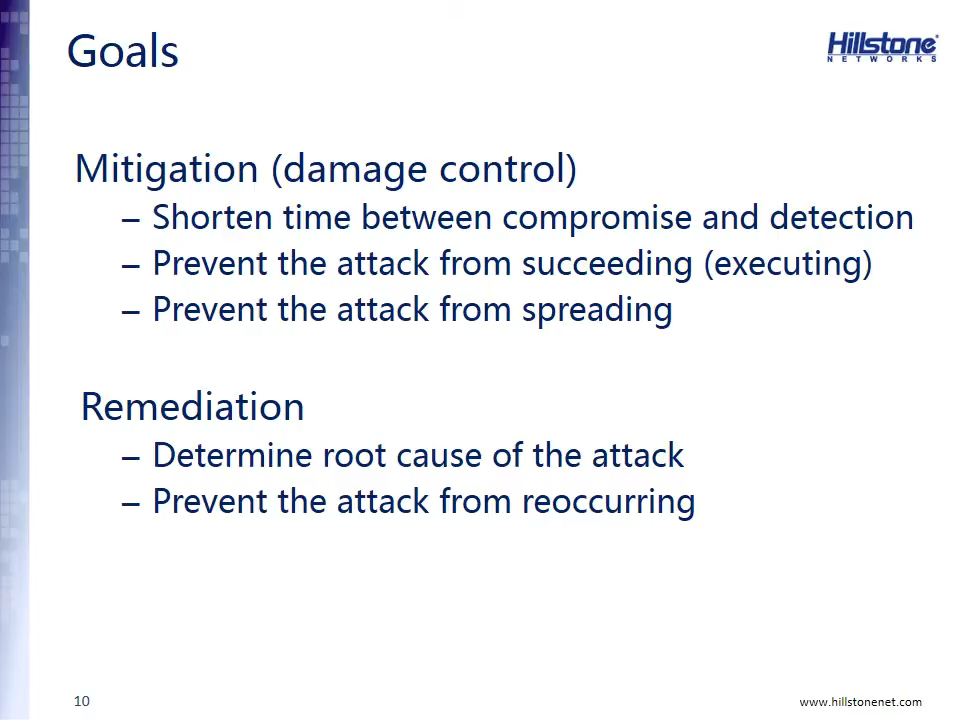 Goals
Hillstone
NETWORKS
Mitigation (damage control)
– Shorten time between compromise and detection
– Prevent the attack from succeeding (executing)
– Prevent the attack from spreading
Remediation
– Determine root cause of the attack
– Prevent the attack from reoccurring
10
www.hillstonenet.com